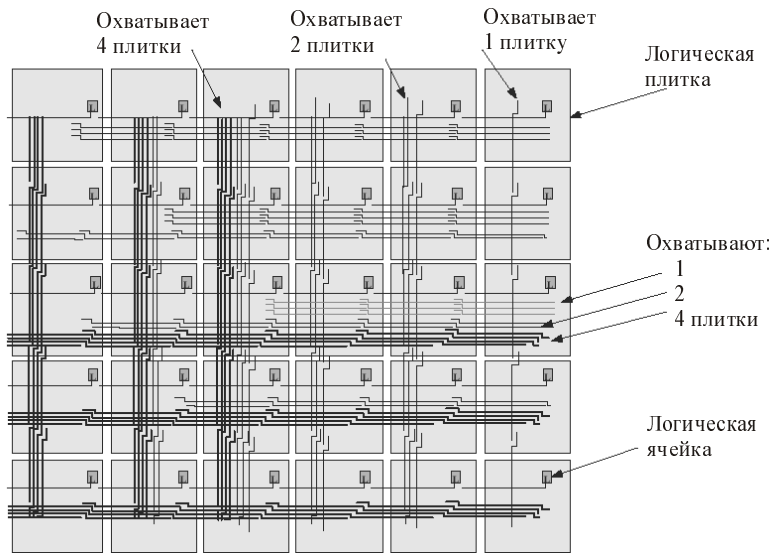 Охватывает
4 плитки
Охватывает
2 плитки
Охватывает
1 плитку
Логическая
плитка
Охватывают:
1
2
4 плитки
Логическая
ячейка